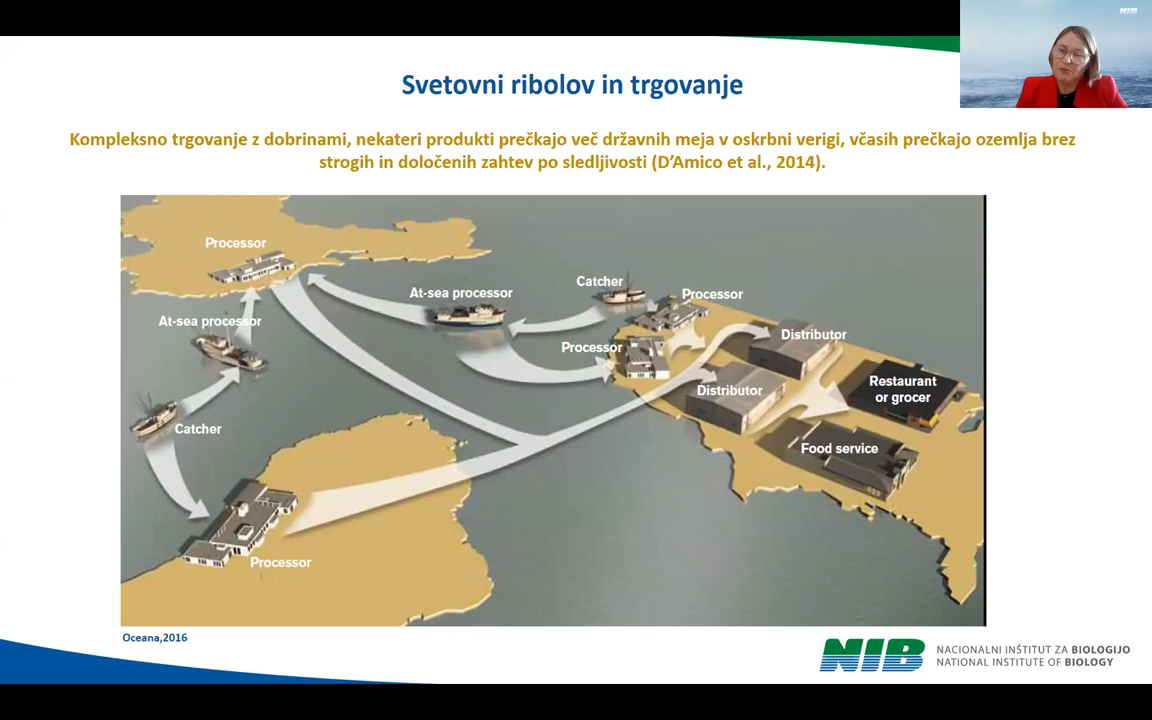 NIB
Svetovni ribolov in trgovanje
Kompleksno trgovanje z dobrinami, nekateri produkti prečkajo več državnih meja v oskrbni verigi, včasih prečkajo ozemlja brez
strogih in določenih zahtev po sledljivosti (D’Amico et al., 2014).
Processor
Catcher
At-sea processor
Processor
At-sea processor
Distributor
Processor
Restaurant
or grocer
Distributor
Catcher
Food service
Processor
Oceana,2016
NIB
NACIONALNI INŠTITUT ZA BIOLOGIJO
NATIONAL INSTITUTE OF BIOLOGY